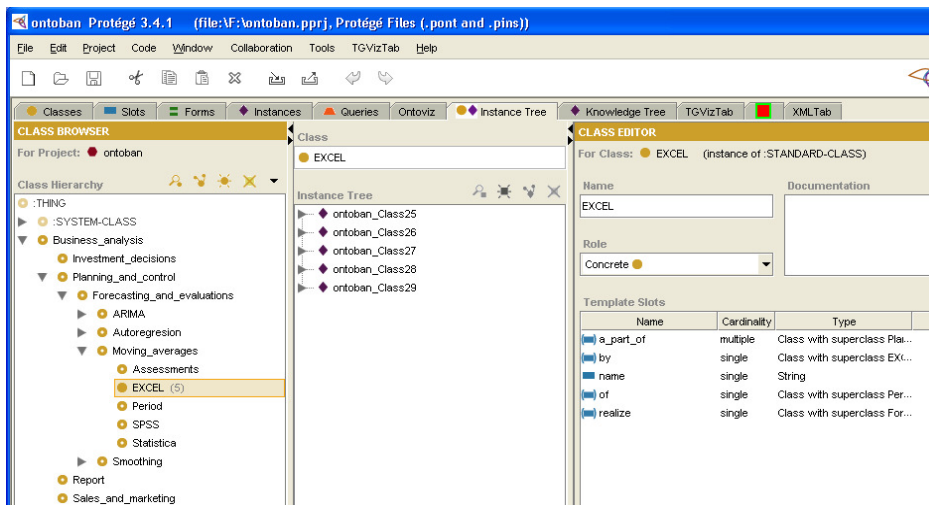 ontoban Protégé 3.4.1 (file:\F:\ontoban.pprj, Protégé Files (.pont and .pins))
File Edit Project Code Window Collaboration Tools TGVizTab Help
Classes Slots Forms Instances Queries Ontoviz Instance Tree Knowledge Tree TGVizTab XMLTab
CLASS BROWSER
For Project: ontoban
Class Hierarchy
:THING
:SYSTEM-CLASS
Business_analysis
Investment_decisions
Planning_and_control
Forecasting_and_evaluations
ARIMA
Autoregresion
Moving_averages
Assessments
EXCEL (5)
Period
SPSS
Statistica
Smoothing
Report
Sales_and_marketing
Class
EXCEL
Instance Tree
ontoban_Class25
ontoban_Class26
ontoban_Class27
ontoban_Class28
ontoban_Class29
CLASS EDITOR
For Class: EXCEL (instance of :STANDARD-CLASS)
Name Documentation
EXCEL
Role
Concrete
Template Slots
Name Cardinality Type
a_part_of multiple Class with superclass Pla...
by single Class with superclass EX(...
name single String
of single Class with superclass Per...
realize single Class with superclass For...